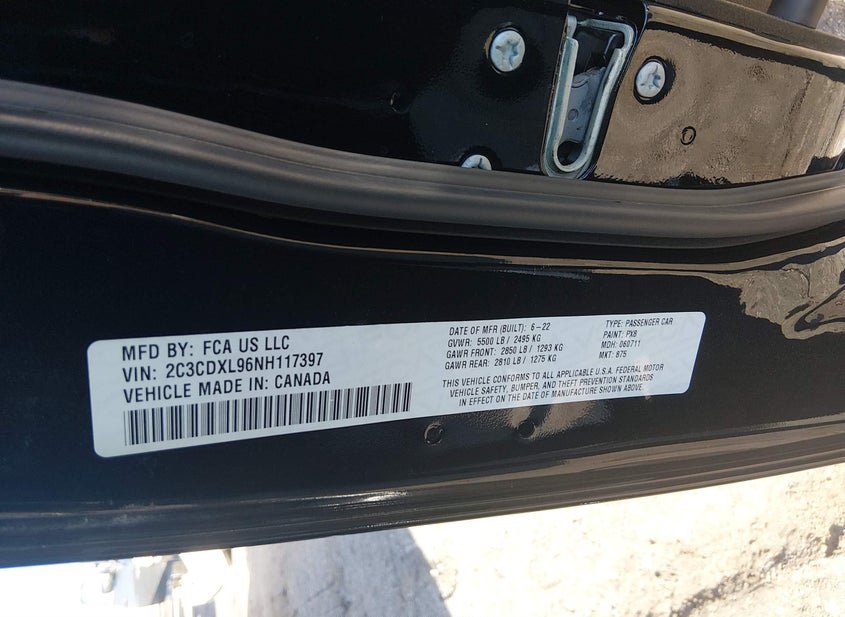 MFD BY: FCA US LLC
VIN: 2C3CDXL96NH117397
VEHICLE MADE IN: CANADA
DATE OF MFR (BUILT): 6-22
GVWR: 5500 LB / 2495 KG
GAWR FRONT: 2850 LB / 1293 KG
GAWR REAR: 2810 LB / 1275 KG
TYPE: PASSENGER CAR
PAINT: PX8
MDH: 060711
MKT: 875
THIS VEHICLE CONFORMS TO ALL APPLICABLE U.S.A. FEDERAL MOTOR
VEHICLE SAFETY, BUMPER, AND THEFT PREVENTION STANDARDS
IN EFFECT ON THE DATE OF MANUFACTURE SHOWN ABOVE.